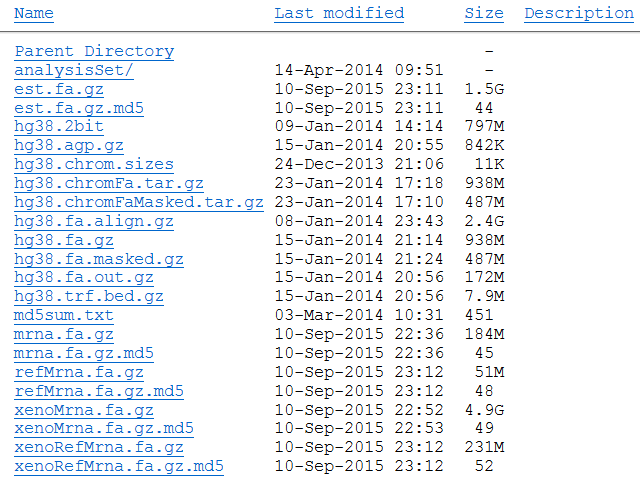 Name Last modified Size Description
Parent Directory -
analysisSet/ 14-Apr-2014 09:51 -
est.fa.gz 10-Sep-2015 23:11 1.5G
est.fa.gz.md5 10-Sep-2015 23:11 44
hg38.2bit 09-Jan-2014 14:14 797M
hg38.agp.gz 15-Jan-2014 20:55 842K
hg38.chrom.sizes 24-Dec-2013 21:06 11K
hg38.chromFa.tar.gz 23-Jan-2014 17:18 938M
hg38.chromFaMasked.tar.gz 23-Jan-2014 17:10 487M
hg38.fa.align.gz 08-Jan-2014 23:43 2.4G
hg38.fa.gz 15-Jan-2014 21:14 938M
hg38.fa.masked.gz 15-Jan-2014 21:24 487M
hg38.fa.out.gz 15-Jan-2014 20:56 172M
hg38.trf.bed.gz 15-Jan-2014 20:56 7.9M
md5sum.txt 03-Mar-2014 10:31 451
mrna.fa.gz 10-Sep-2015 22:36 184M
mrna.fa.gz.md5 10-Sep-2015 22:36 45
refMrna.fa.gz 10-Sep-2015 23:12 51M
refMrna.fa.gz.md5 10-Sep-2015 23:12 48
xenoMrna.fa.gz 10-Sep-2015 22:52 4.9G
xenoMrna.fa.gz.md5 10-Sep-2015 22:53 49
xenoRefMrna.fa.gz 10-Sep-2015 23:12 231M
xenoRefMrna.fa.gz.md5 10-Sep-2015 23:12 52